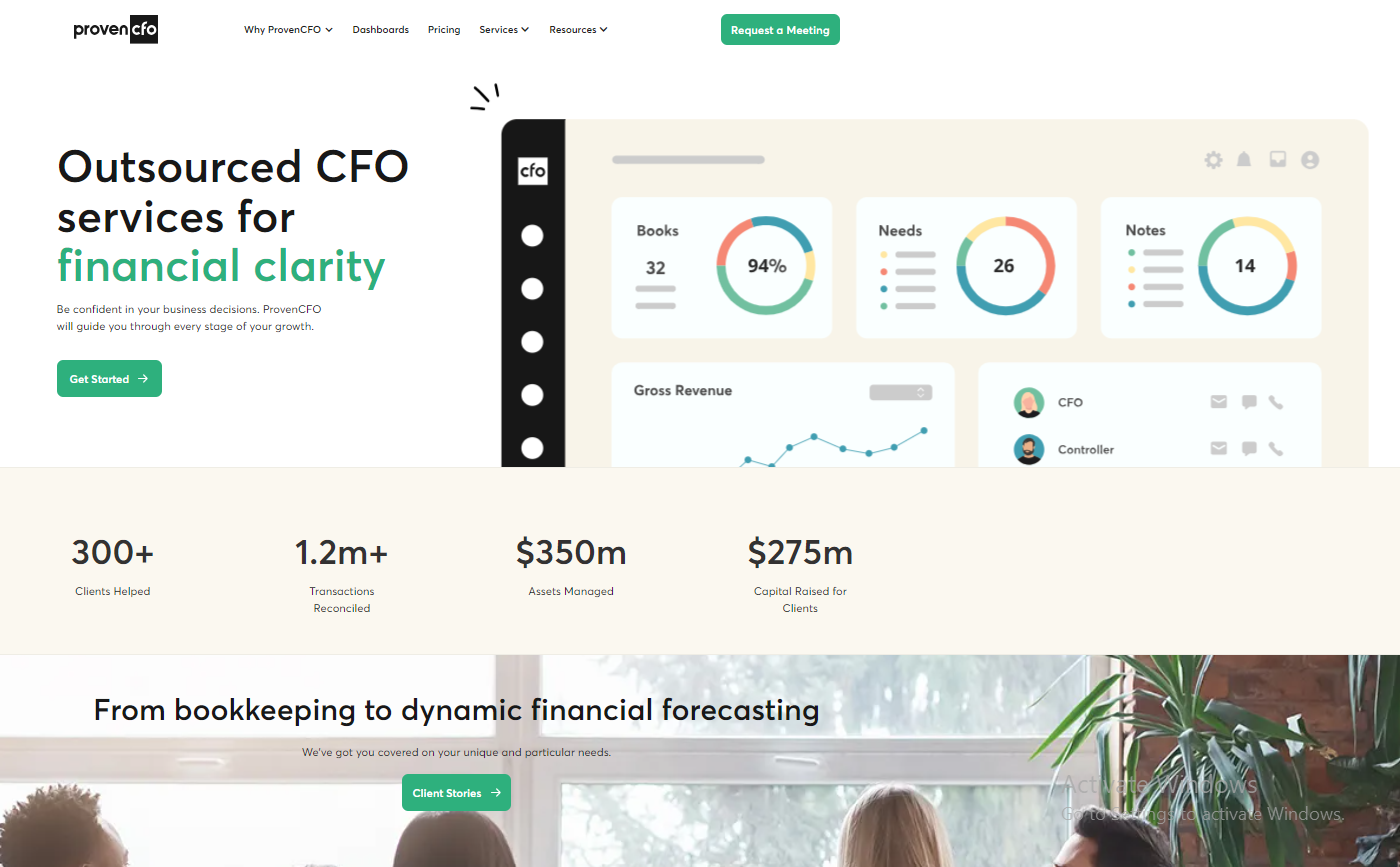 provencfo
Why ProvenCFO
Dashboards
Pricing
Services
Resources
Request a Meeting
Outsourced CFO
services for
financial clarity
Be confident in your business decisions. ProvenCFO
will guide you through every stage of your growth.
Get Started
cfo
Books
32
94%
Needs
26
Notes
14
Gross Revenue
CFO
Controller
300+
Clients Helped
1.2m+
Transactions
Reconciled
$350m
Assets Managed
$275m
Capital Raised for
Clients
From bookkeeping to dynamic financial forecasting
We've got you covered on your unique and particular needs.
Client Stories
Activate Windows
Go to Settings to activate Windows.